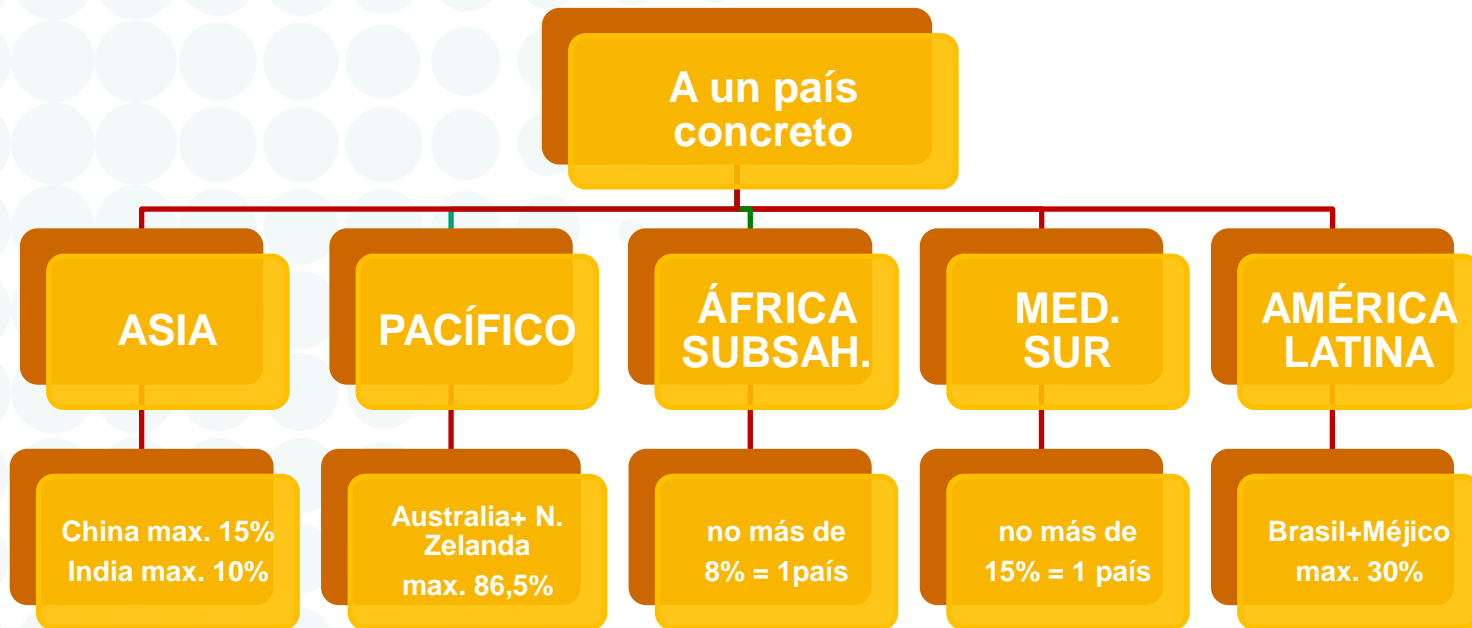 A un país
concreto
ASIA
PACÍFICO
ÁFRICA
SUBSAH.
MED.
SUR
AMÉRICA
LATINA
China max. 15%
India max. 10%
Australia+ N.
Zelanda
max. 86,5%
no más de
8% = 1país
no más de
15% = 1 país
Brasil+Méjico
max. 30%